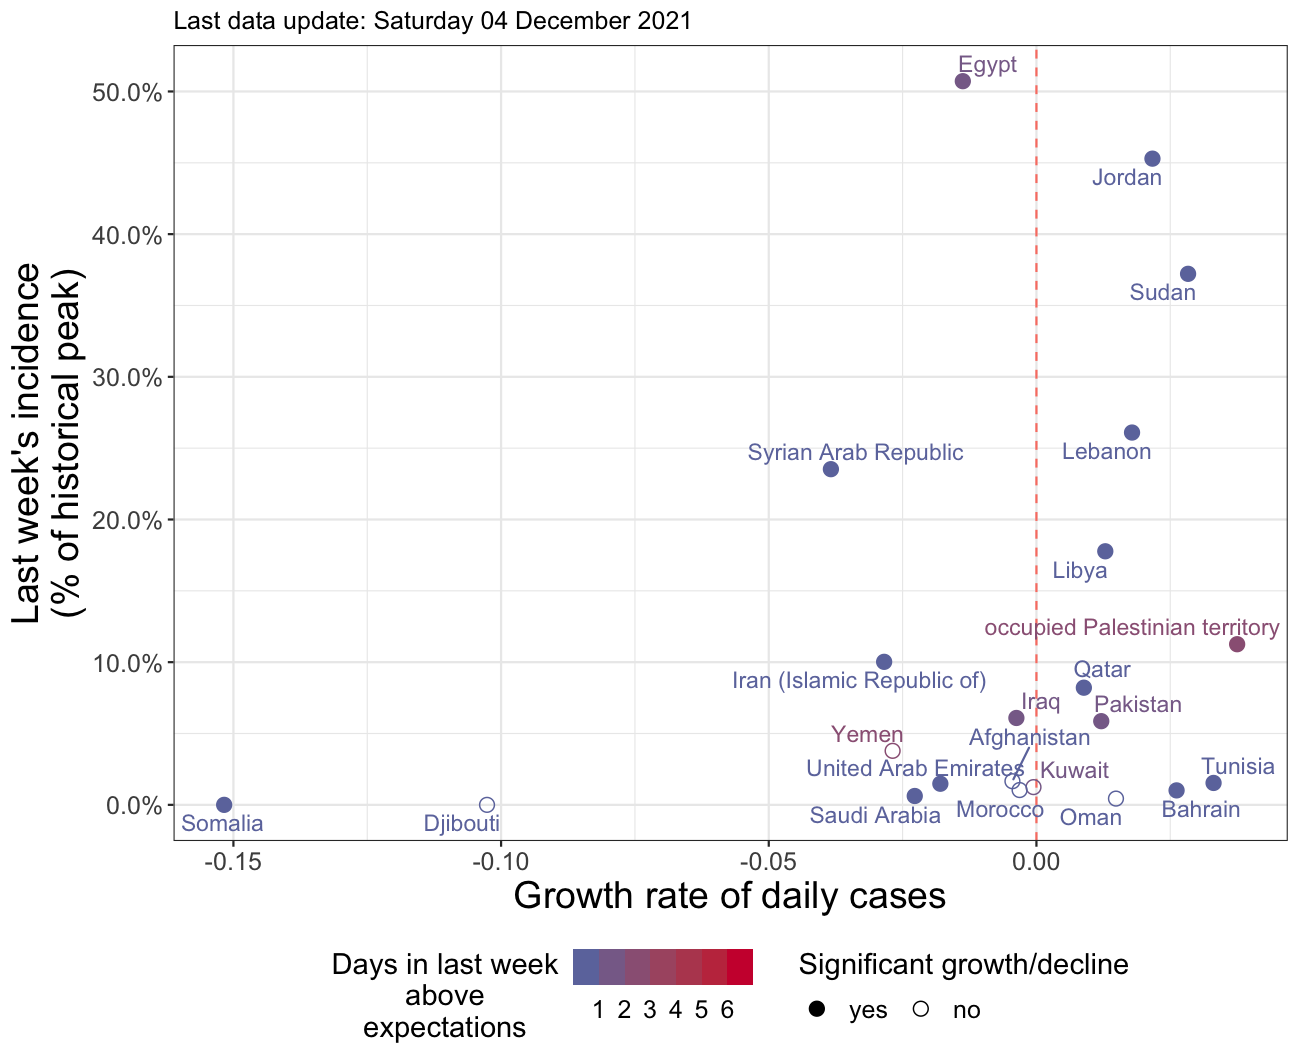 Last data update: Saturday 04 December 2021
Last week's incidence
(% of historical peak)
50.0%
40.0%
30.0%
20.0%
10.0%
0.0%
Egypt
Jordan
Sudan
Syrian Arab Republic
Lebanon
Libya
occupied Palestinian territory
Iran (Islamic Republic of)
Qatar
Iraq
Pakistan
Yemen
Afghanistan
United Arab Emirates
Kuwait
Tunisia
Saudi Arabia
Morocco
Oman
Bahrain
Somalia
Djibouti
-0.15 -0.10 -0.05 0.00
Growth rate of daily cases
Days in last week
above
expectations
1 2 3 4 5 6
Significant growth/decline
yes no